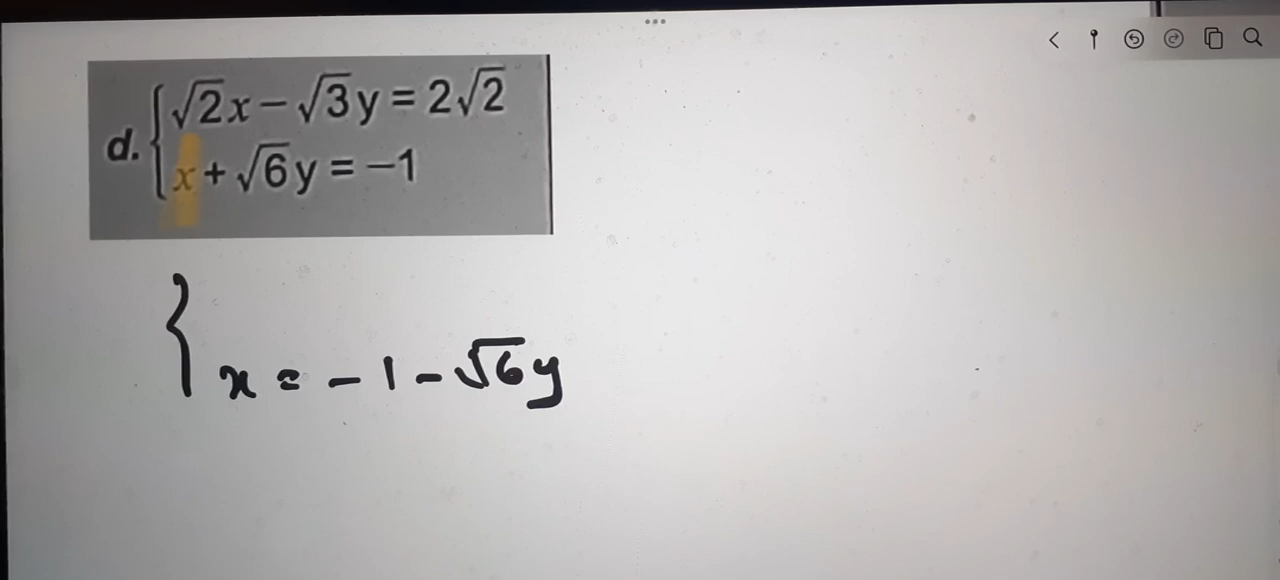 d. { √2x − √3y = 2√2
x + √6y = −1
{ x = - 1 - √6y